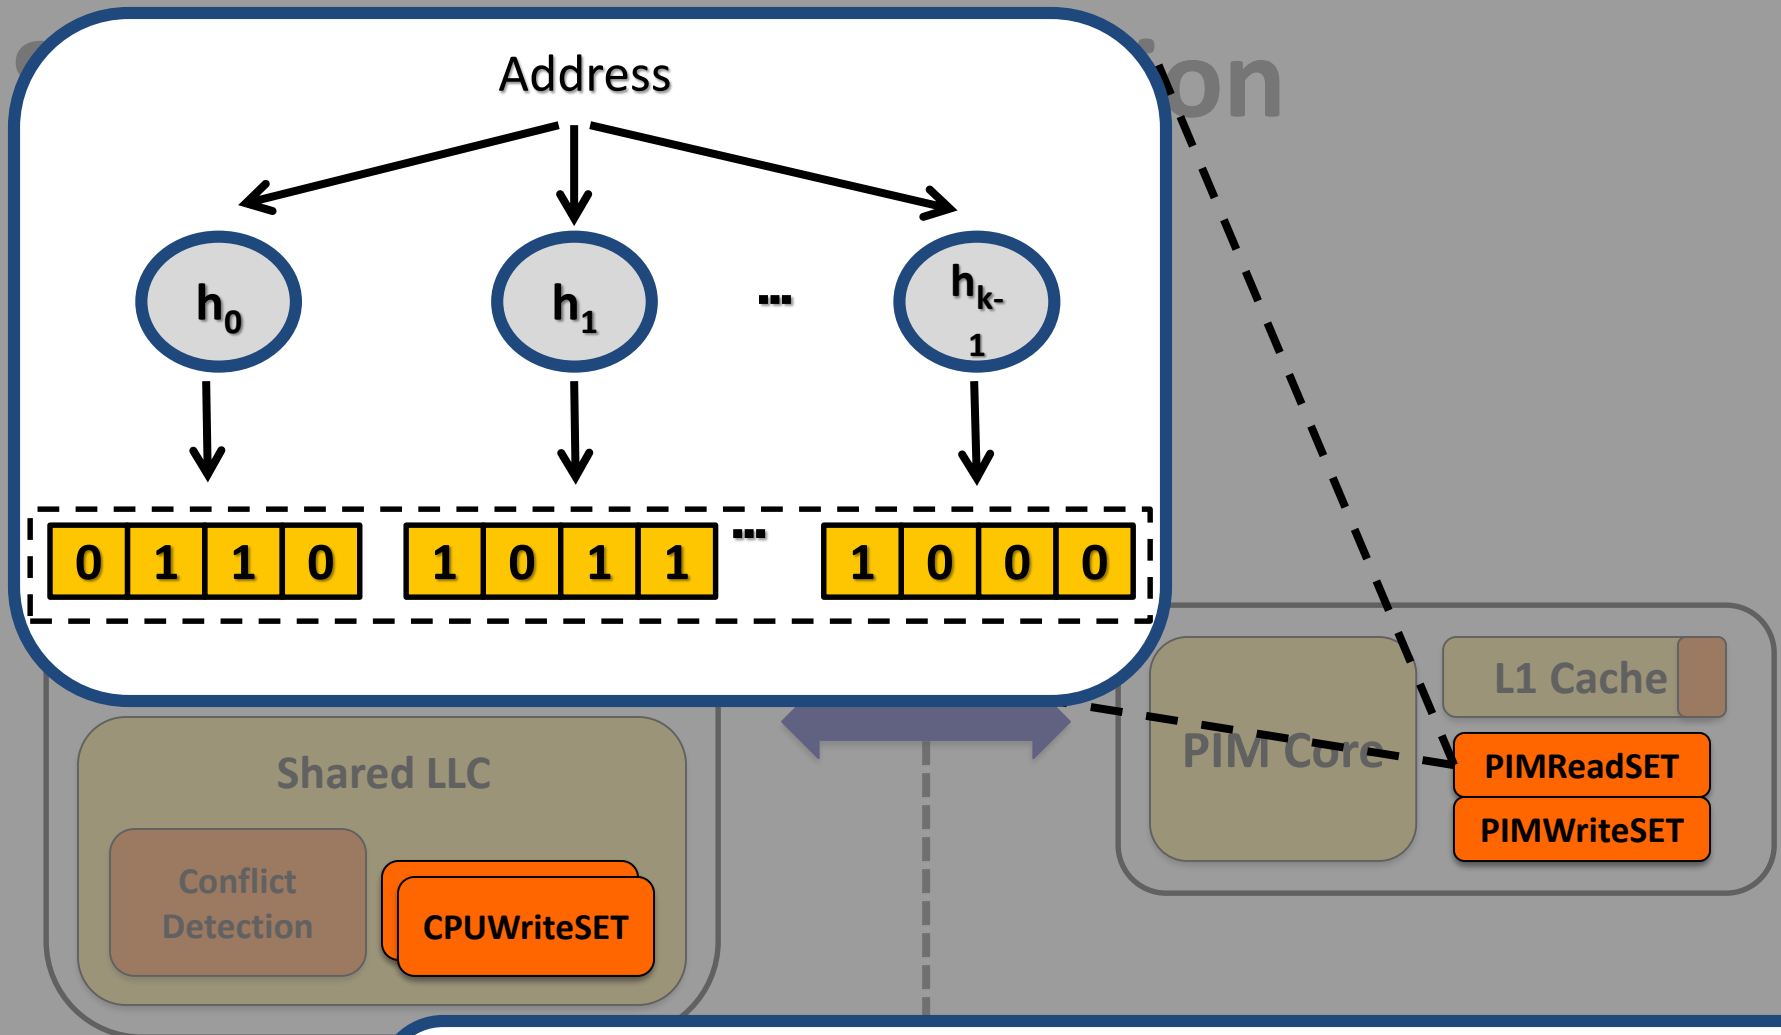 on
Address
h0
h1
...
hk-
1
0 1 1 0
1 0 1 1
...
1 0 0 0
L1 Cache
PIM Core
PIMReadSET
PIMWriteSET
Shared LLC
Conflict
Detection
CPUWriteSET